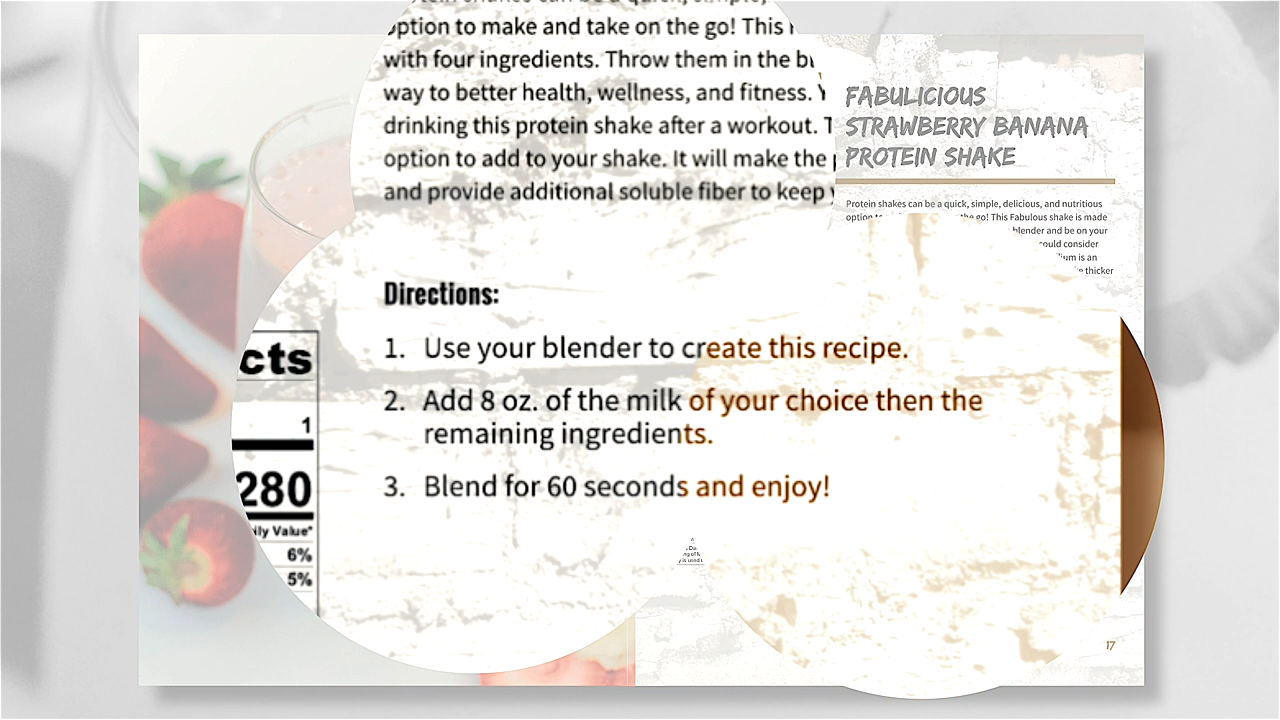 option to make and take on the go! This
with four ingredients. Throw them in the
way to better health, wellness, and fitness.
drinking this protein shake after a workout.
option to add to your shake. It will make the
and provide additional soluble fiber to keep
FABULICIOUS
STRAWBERRY BANANA
PROTEIN SHAKE
Protein shakes can be a quick, simple, delicious, and nutritious
the go! This Fabulous shake is made
blender and be on your
could consider
is an
thicker
Directions:
1. Use your blender to create this recipe.
2. Add 8 oz. of the milk of your choice then the
remaining ingredients.
3. Blend for 60 seconds and enjoy!
cts
1
280
ily Value*
6%
5%
17